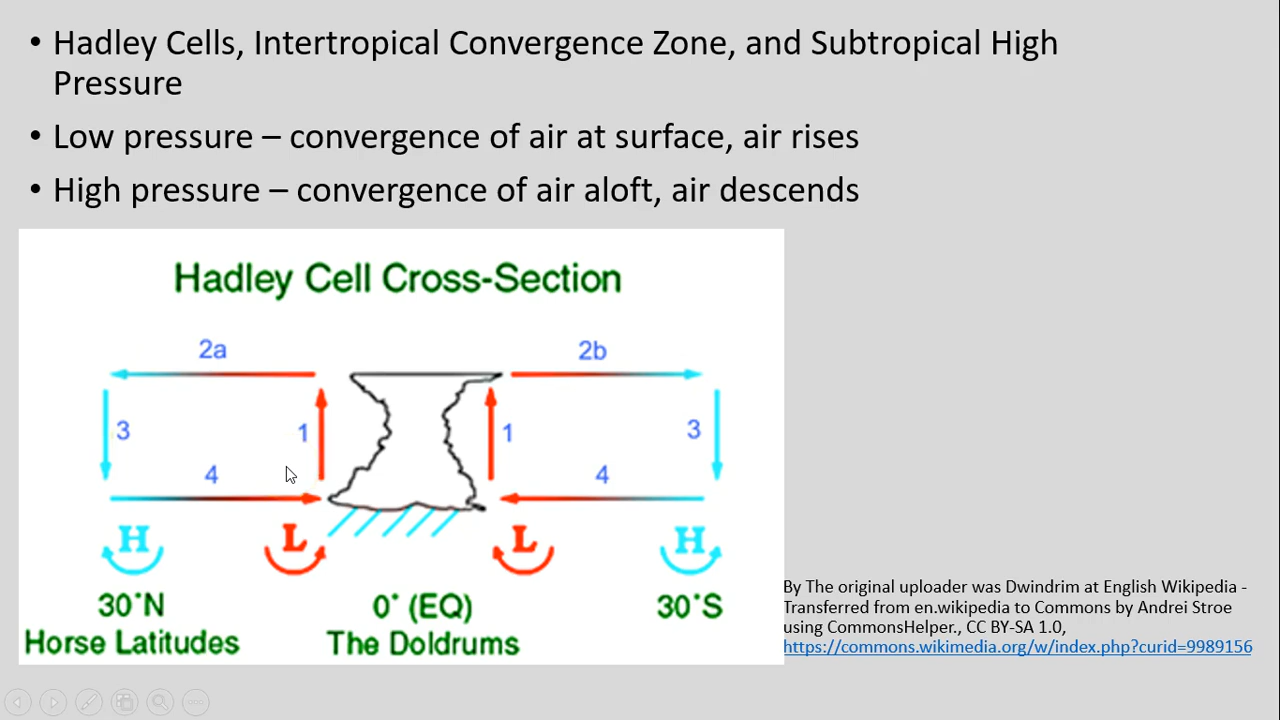 • Hadley Cells, Intertropical Convergence Zone, and Subtropical High
Pressure
• Low pressure – convergence of air at surface, air rises
• High pressure – convergence of air aloft, air descends
Hadley Cell Cross-Section
2a 2b
3 1 1 3
4 4
H L L H
30°N 0° (EQ) 30°S
Horse Latitudes The Doldrums
By The original uploader was Dwindrim at English Wikipedia -
Transferred from en.wikipedia to Commons by Andrei Stroe
using CommonsHelper., CC BY-SA 1.0,
https://commons.wikimedia.org/w/index.php?curid=9989156